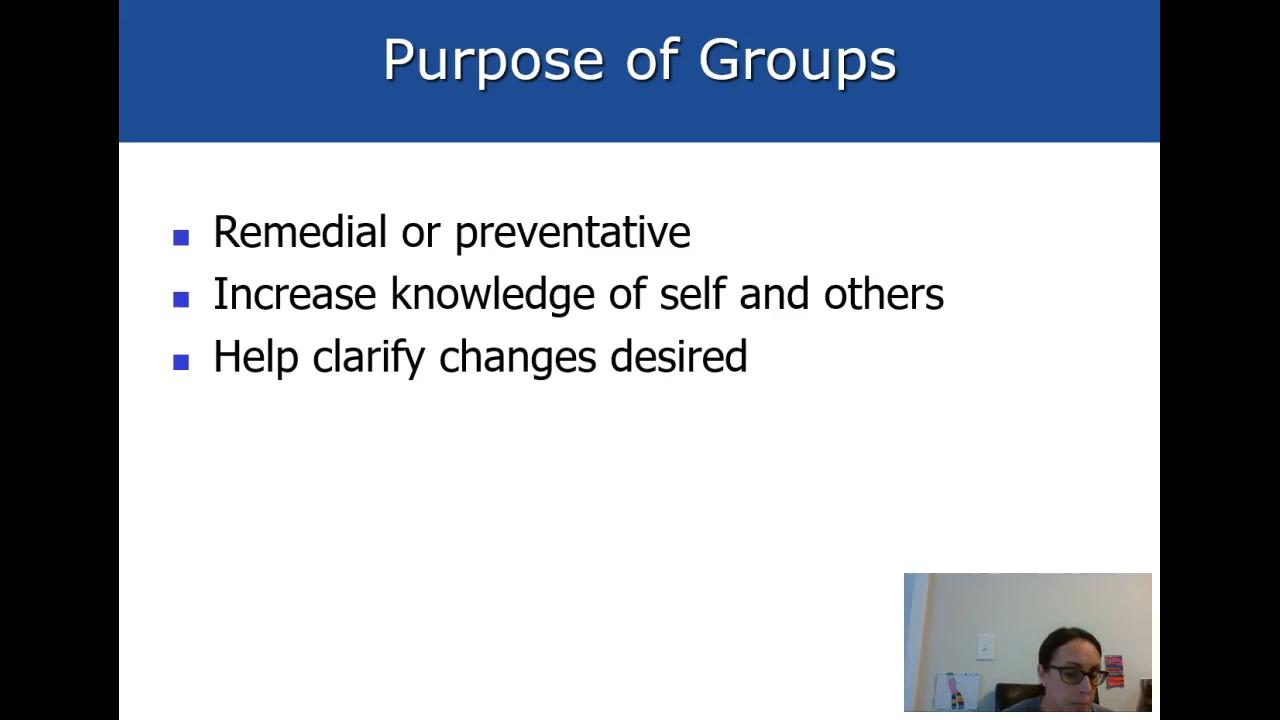 Purpose of Groups
Remedial or preventative
Increase knowledge of self and others
Help clarify changes desired